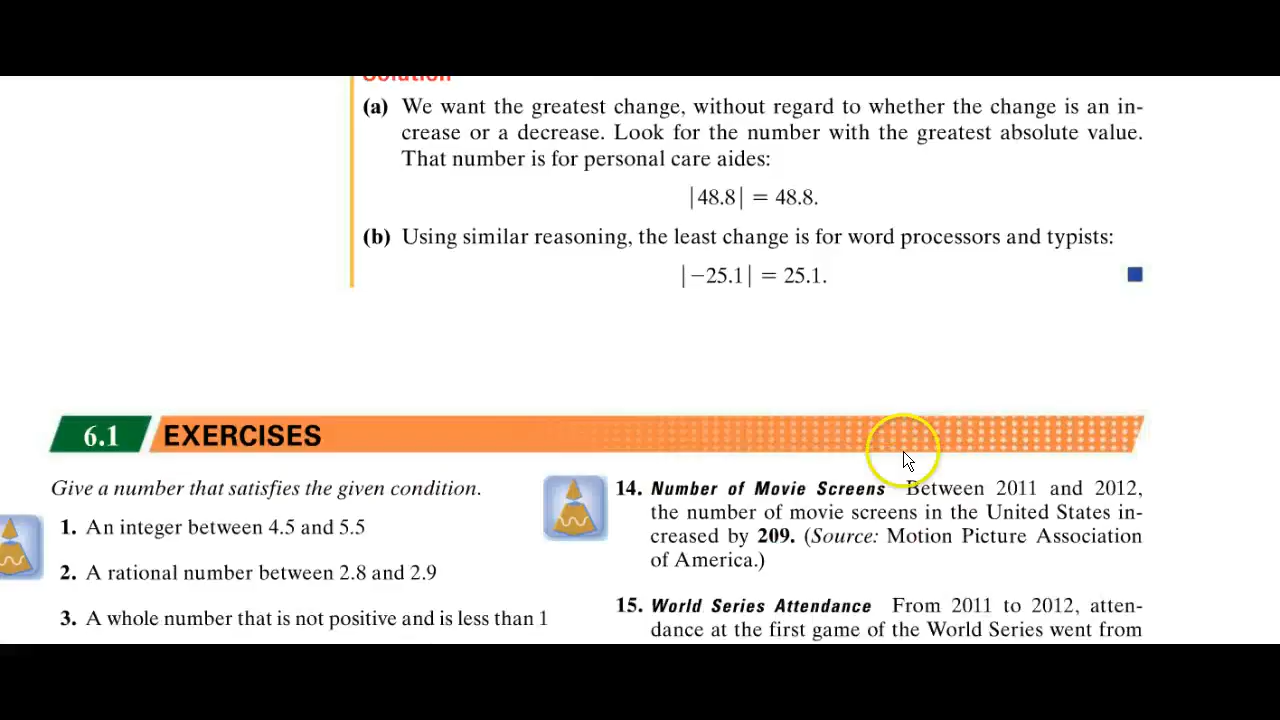 Solution
(a) We want the greatest change, without regard to whether the change is an in-
crease or a decrease. Look for the number with the greatest absolute value.
That number is for personal care aides:
|48.8| = 48.8.
(b) Using similar reasoning, the least change is for word processors and typists:
|−25.1| = 25.1.
6.1 EXERCISES
Give a number that satisfies the given condition.
1. An integer between 4.5 and 5.5
2. A rational number between 2.8 and 2.9
3. A whole number that is not positive and is less than 1
14. Number of Movie Screens Between 2011 and 2012,
the number of movie screens in the United States in-
creased by 209. (Source: Motion Picture Association
of America.)
15. World Series Attendance From 2011 to 2012, atten-
dance at the first game of the World Series went from